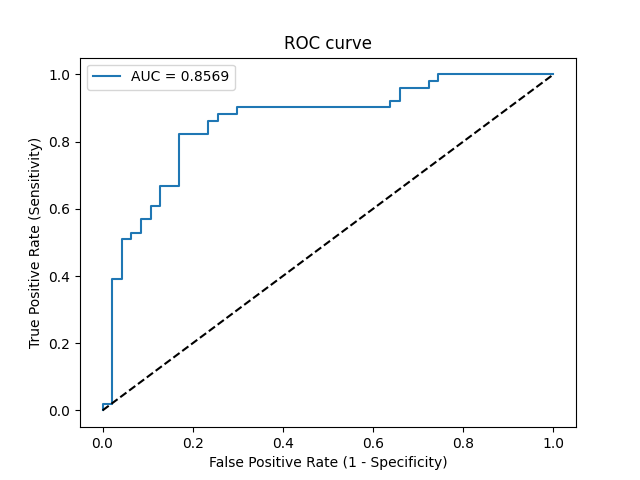 ROC curve
AUC = 0.8569
True Positive Rate (Sensitivity)
1.0
0.8
0.6
0.4
0.2
0.0
0.0 0.2 0.4 0.6 0.8 1.0
False Positive Rate (1 - Specificity)